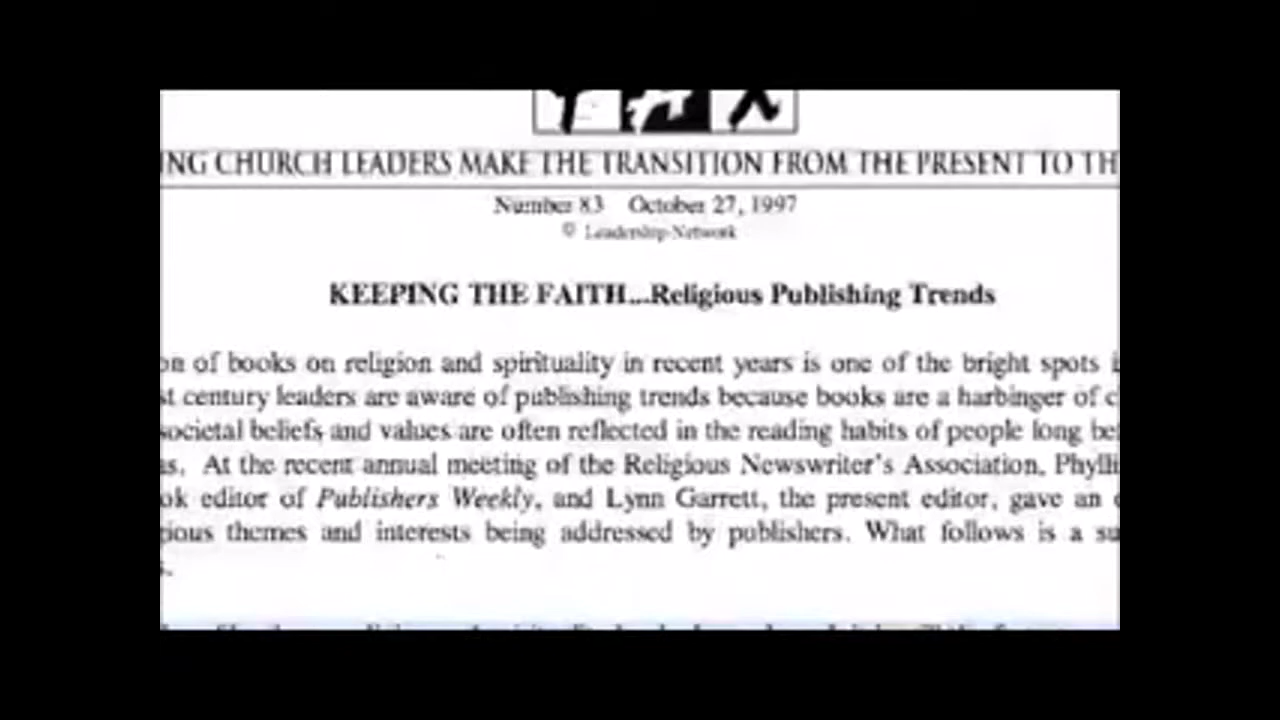 ING CHURCH LEADERS MAKE THE TRANSITION FROM THE PRESENT TO TH
Number 83 October 27, 1997
© Leadership Network
KEEPING THE FAITH...Religious Publishing Trends
on of books on religion and spirituality in recent years is one of the bright spots i
st century leaders are aware of publishing trends because books are a harbinger of c
societal beliefs and values are often reflected in the reading habits of people long be
as. At the recent annual meeting of the Religious Newswriter's Association, Phylli
ok editor of Publishers Weekly, and Lynn Garrett, the present editor, gave an
gious themes and interests being addressed by publishers. What follows is a su
s.